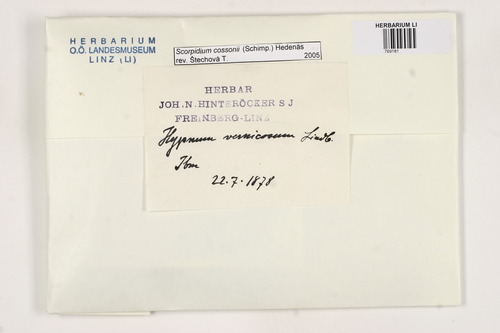 HERBARIUM
O.Ö. LANDESMUSEUM
LINZ (LI)
Scorpidium cossonii (Schimp.) Hedenäs
rev. Štechová T. 2005
HERBARIUM LI
HERBAR
JOH. N. HINTERÖCKER S J
FREINBERG-LINZ
Hypnum vernicosum Lindb.
Ibm
22.7.1878